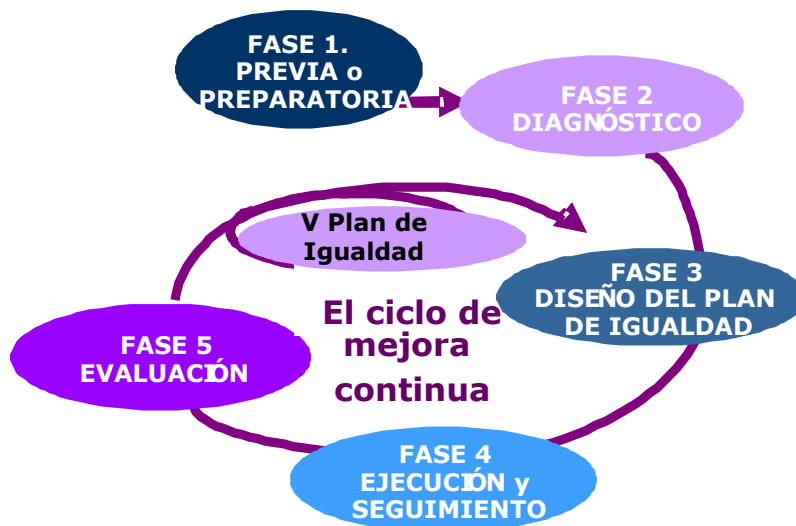 FASE 1.
PREVIA o
PREPARATORIA
FASE 2
DIAGNÓSTICO
V Plan de
Igualdad
FASE 3
DISEÑO DEL PLAN
DE IGUALDAD
El ciclo de
mejora
continua
FASE 5
EVALUACIÓN
FASE 4
EJECUCIÓN y
SEGUIMIENTO